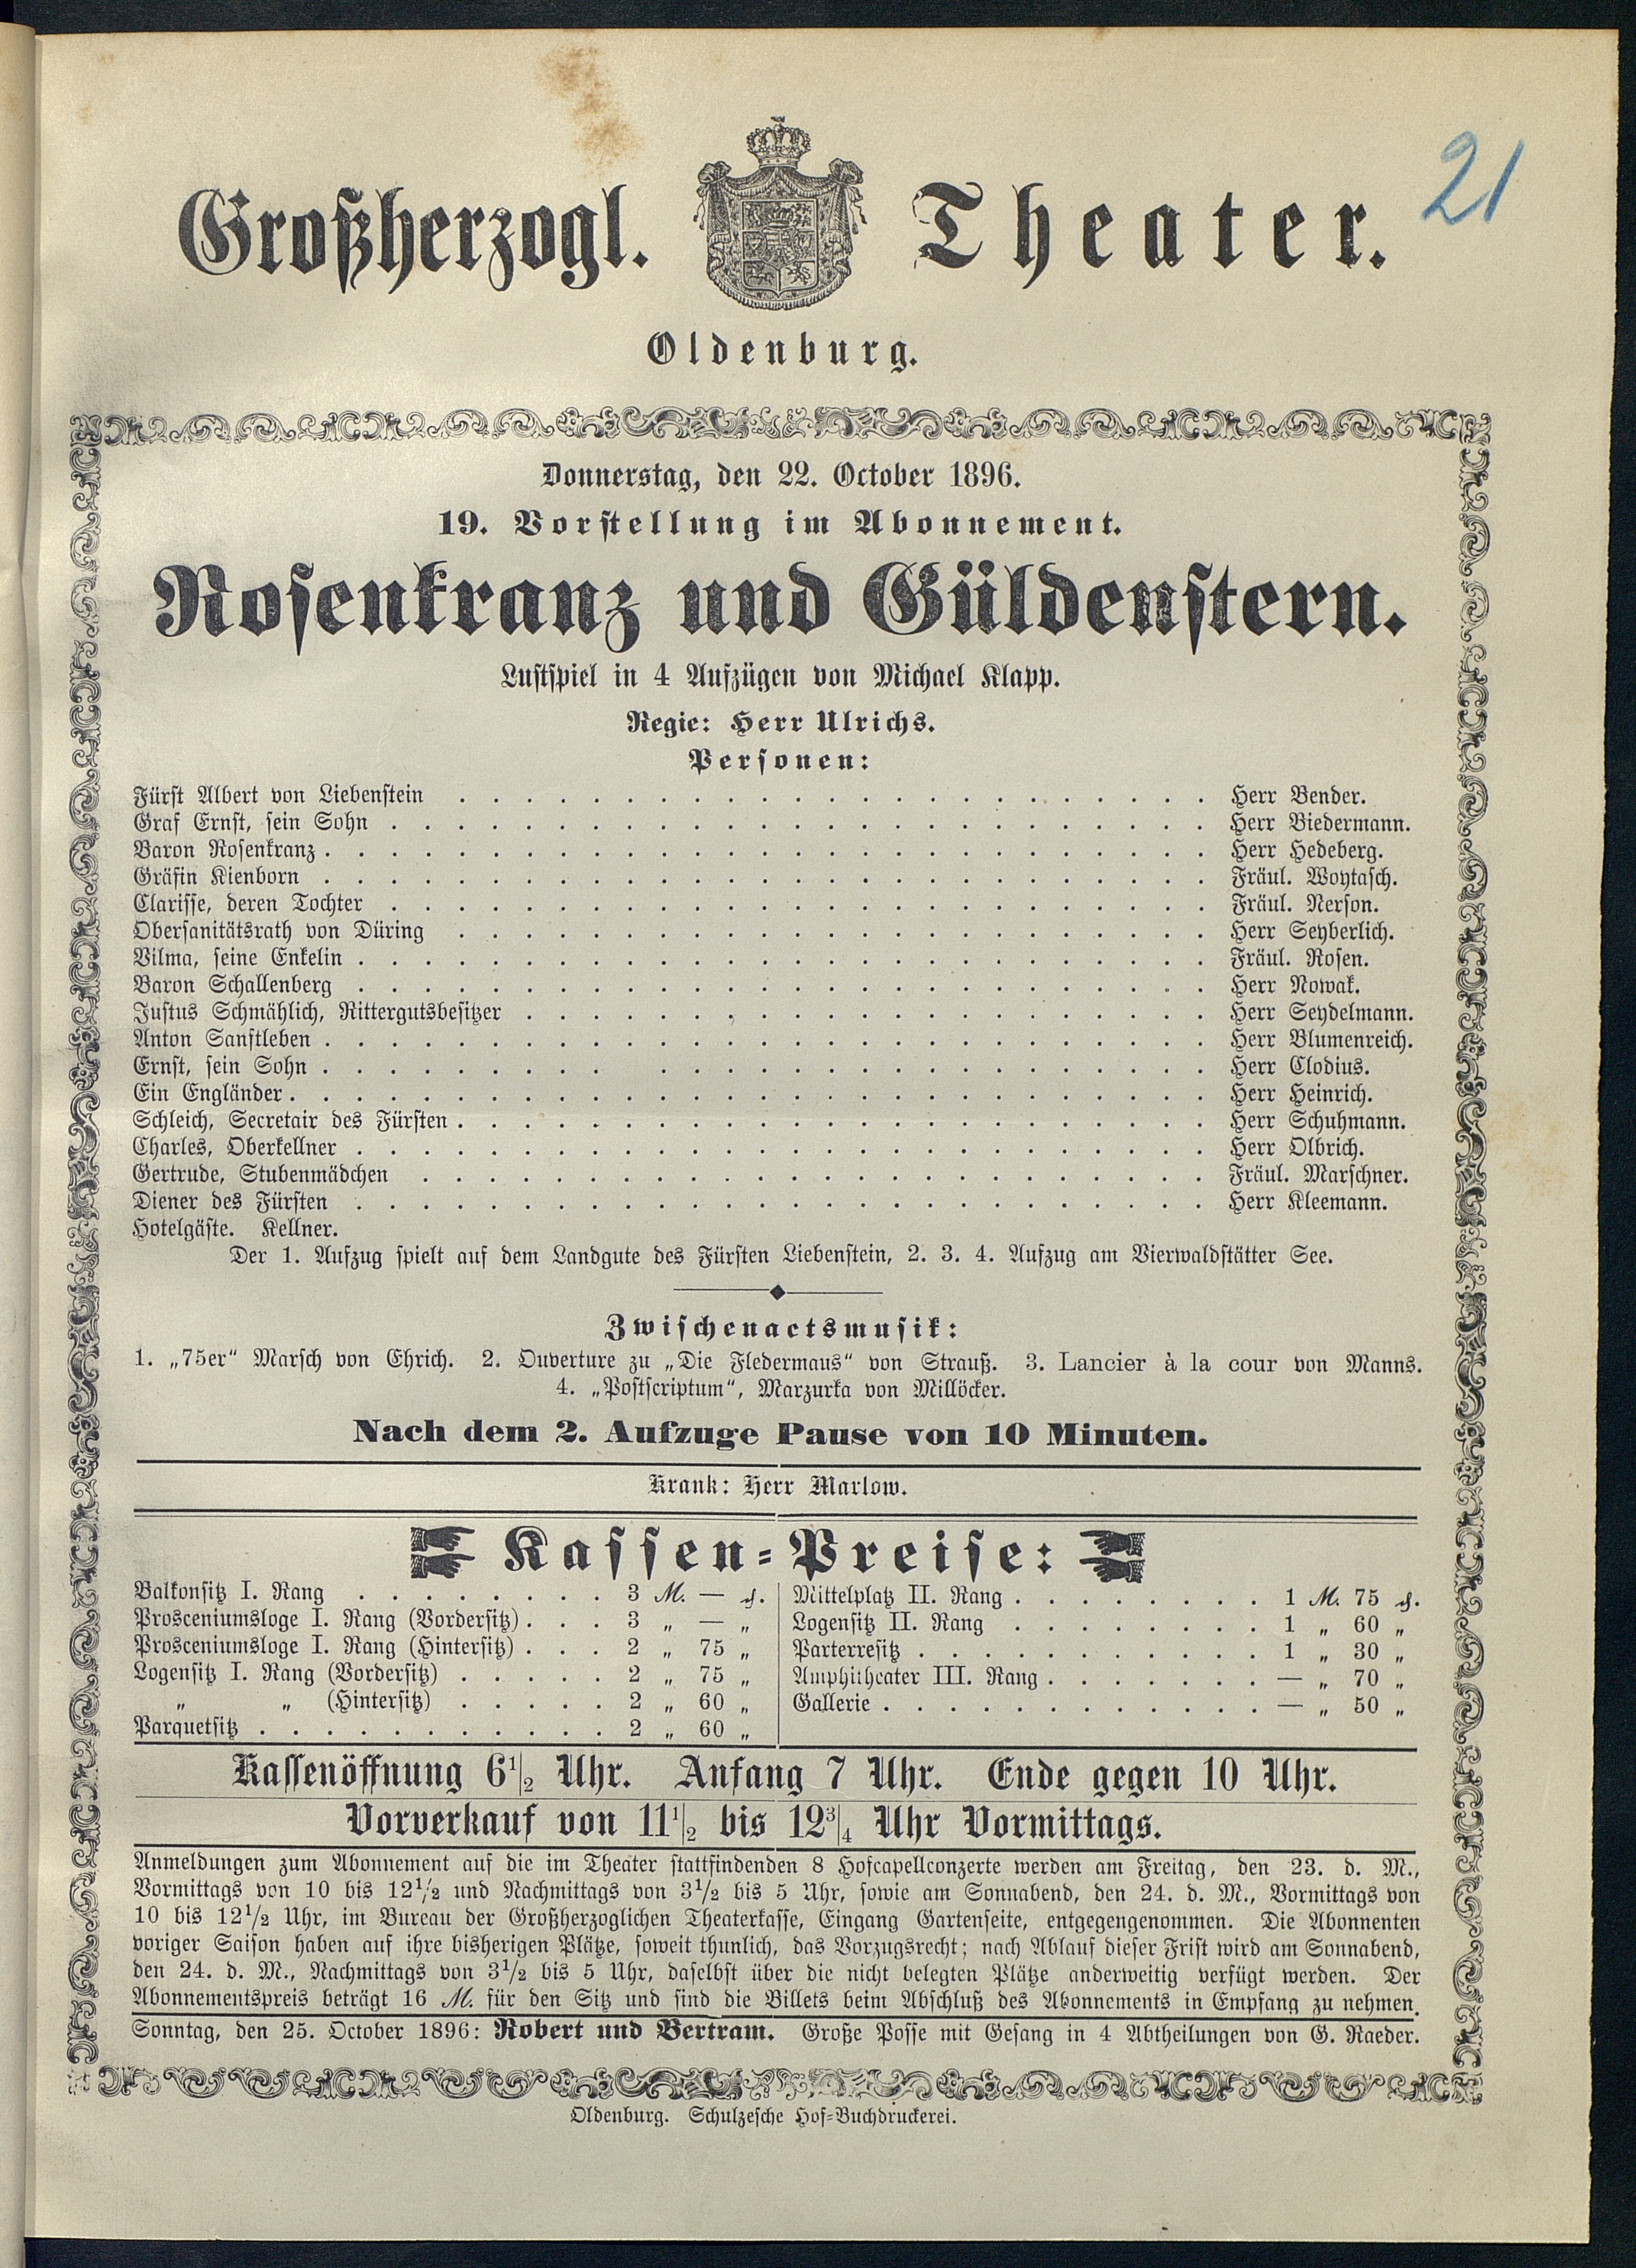 21
Großherzogl. Theater.
Oldenburg.
Donnerstag, den 22. October 1896.
19. Vorstellung im Abonnement.
Rosenkranz und Güldenstern.
Lustspiel in 4 Aufzügen von Michael Klapp.
Regie: Herr Ulrichs.
Personen:
Fürst Albert von Liebenstein . . . . . Herr Bender.
Graf Ernst, sein Sohn . . . . . Herr Biedermann.
Baron Rosenkranz . . . . . Herr Hedeberg.
Gräfin Kienborn . . . . . Fräul. Woytasch.
Clarisse, deren Tochter . . . . . Fräul. Nerson.
Obersanitätsrath von Düring . . . . . Herr Seyberlich.
Vilma, seine Enkelin . . . . . Fräul. Rosen.
Baron Schallenberg . . . . . Herr Nowak.
Justus Schmählich, Rittergutsbesitzer . . . . . Herr Seydelmann.
Anton Sanftleben . . . . . Herr Blumenreich.
Ernst, sein Sohn . . . . . Herr Clodius.
Ein Engländer . . . . . Herr Heinrich.
Schleich, Secretair des Fürsten . . . . . Herr Schuhmann.
Charles, Oberkellner . . . . . Herr Olbrich.
Gertrude, Stubenmädchen . . . . . Fräul. Marschner.
Diener des Fürsten . . . . . Herr Kleemann.
Hotelgäste. Kellner.
Der 1. Aufzug spielt auf dem Landgute des Fürsten Liebenstein, 2. 3. 4. Aufzug am Vierwaldstätter See.
Zwischenactsmusik:
1. „75er“ Marsch von Ehrich. 2. Ouverture zu „Die Fledermaus“ von Strauß. 3. Lancier à la cour von Manns.
4. „Postscriptum“, Marzurka von Millöcker.
Nach dem 2. Aufzuge Pause von 10 Minuten.
Krank: Herr Marlow.
Kassen-Preise:
Balkonsitz I. Rang . . . . . 3 M. — ₰.
Prosceniumsloge I. Rang (Vordersitz) . . . 3 „ — „
Prosceniumsloge I. Rang (Hintersitz) . . . 2 „ 75 „
Logensitz I. Rang (Vordersitz) . . . . . 2 „ 75 „
„ „ (Hintersitz) . . . . . 2 „ 60 „
Parquetsitz . . . . . 2 „ 60 „
Mittelplatz II. Rang . . . . . 1 M. 75 ₰.
Logensitz II. Rang . . . . . 1 „ 60 „
Parterresitz . . . . . 1 „ 30 „
Amphitheater III. Rang . . . . . — „ 70 „
Gallerie . . . . . — „ 50 „
Kassenöffnung 6 1/2 Uhr. Anfang 7 Uhr. Ende gegen 10 Uhr.
Vorverkauf von 11 1/2 bis 12 3/4 Uhr Vormittags.
Anmeldungen zum Abonnement auf die im Theater stattfindenden 8 Hofcapellconzerte werden am Freitag, den 23. d. M.,
Vormittags von 10 bis 12 1/2 und Nachmittags von 3 1/2 bis 5 Uhr, sowie am Sonnabend, den 24. d. M., Vormittags von
10 bis 12 1/2 Uhr, im Bureau der Großherzoglichen Theaterkasse, Eingang Gartenseite, entgegengenommen. Die Abonnenten
voriger Saison haben auf ihre bisherigen Plätze, soweit thunlich, das Vorzugsrecht; nach Ablauf dieser Frist wird am Sonnabend,
den 24. d. M., Nachmittags von 3 1/2 bis 5 Uhr, daselbst über die nicht belegten Plätze anderweitig verfügt werden. Der
Abonnementspreis beträgt 16 M. für den Sitz und sind die Billets beim Abschluß des Abonnements in Empfang zu nehmen.
Sonntag, den 25. October 1896: Robert und Bertram. Große Posse mit Gesang in 4 Abtheilungen von G. Raeder.
Oldenburg. Schulzesche Hof-Buchdruckerei.